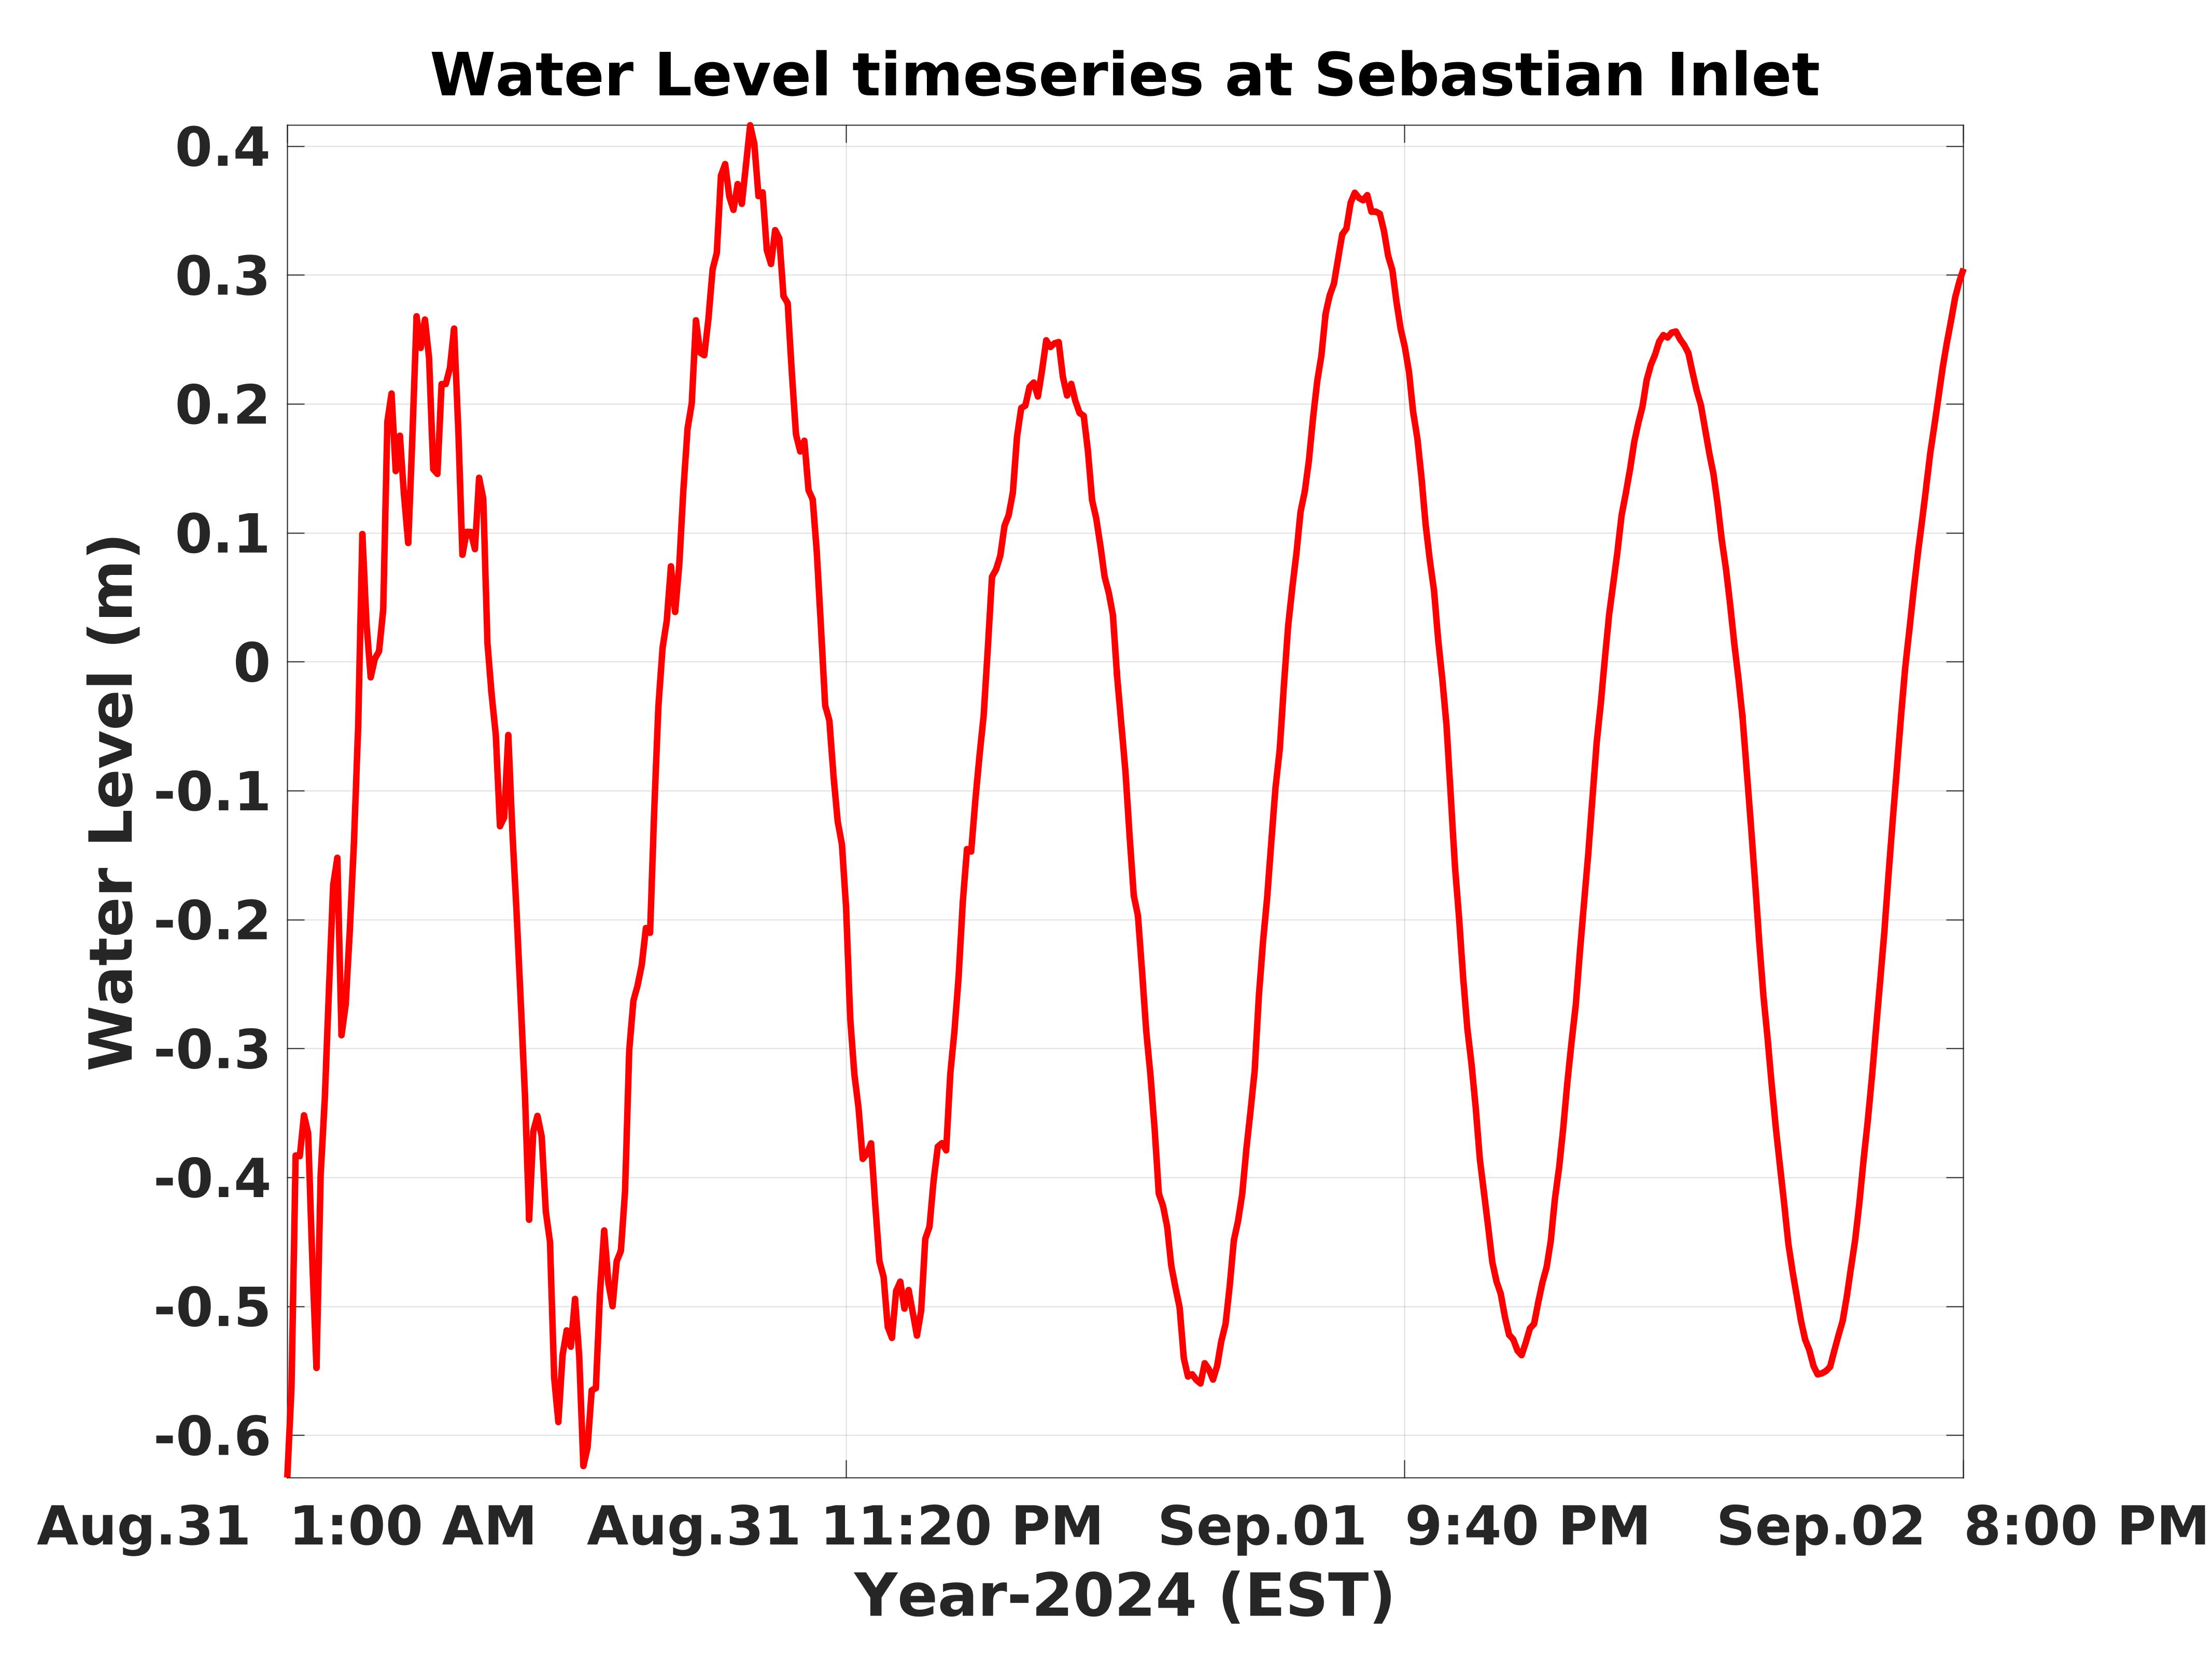 Water Level timeseries at Sebastian Inlet
0.4
0.3
0.2
0.1
0
-0.1
-0.2
-0.3
-0.4
-0.5
-0.6
Water Level (m)
Aug.31 1:00 AM Aug.31 11:20 PM Sep.01 9:40 PM Sep.02 8:00 PM
Year-2024 (EST)